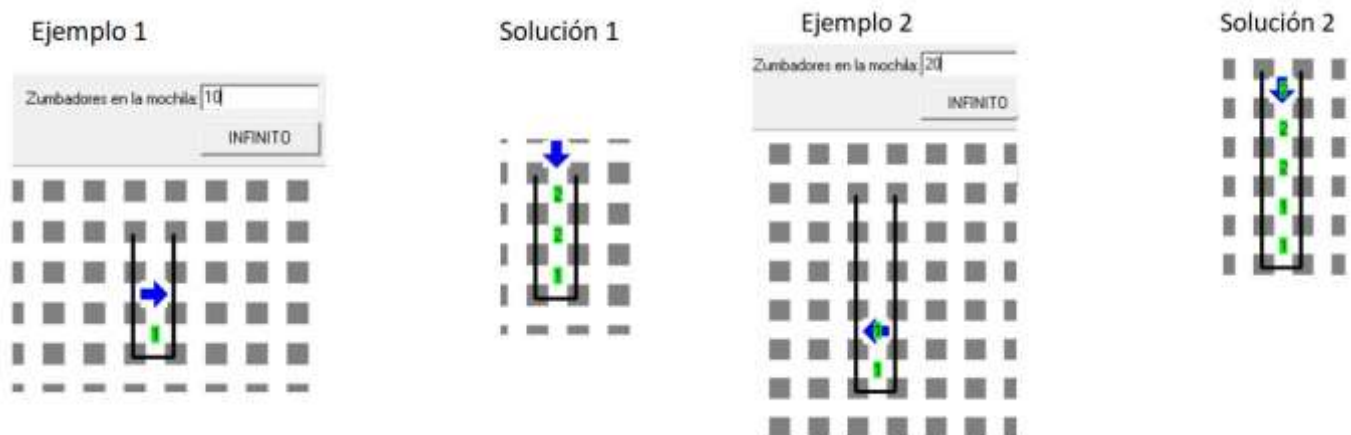 Ejemplo 1
Zumbadores en la mochila: 10
INFINITO
1
Solución 1
2
2
1
Ejemplo 2
Zumbadores en la mochila: 20
INFINITO
1
Solución 2
2
2
1
1